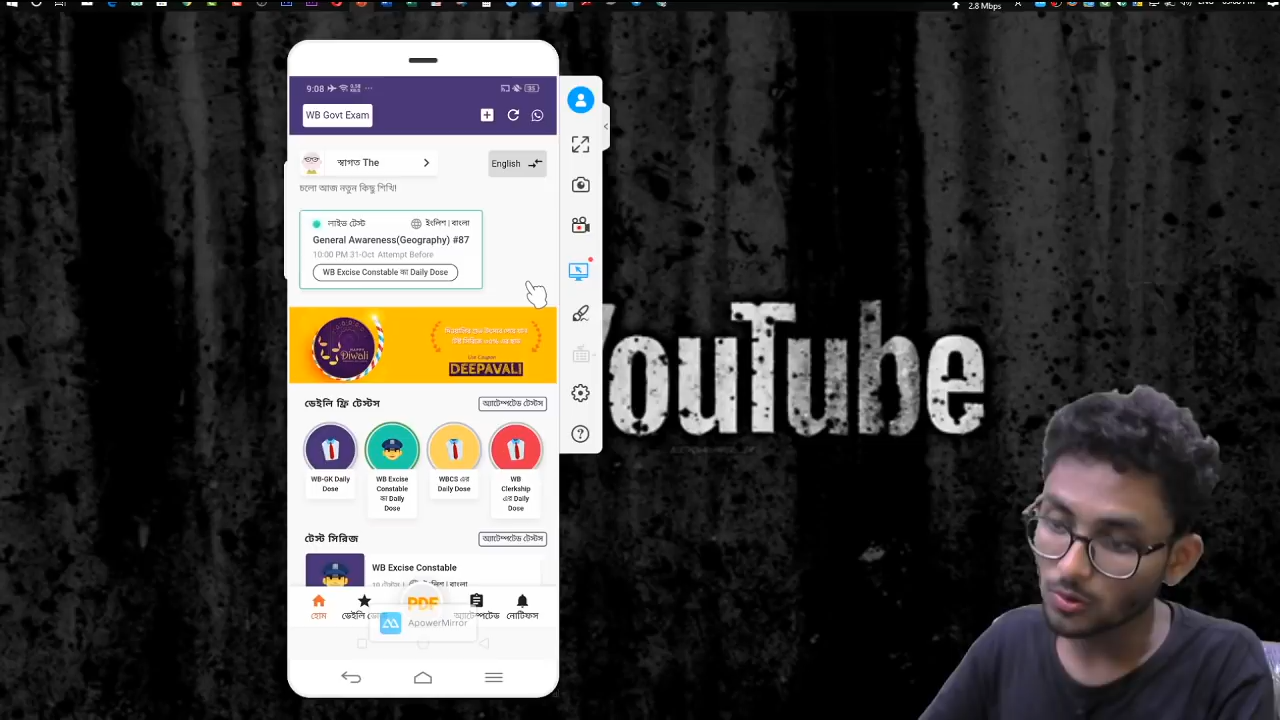 2.8 Mbps
9:08
WB Govt Exam
স্বাগত The
English
চলো আজ নতুন কিছু শিখি!
লাইভ টেস্ট
ইংলিশ | বাংলা
General Awareness(Geography) #87
10:00 PM 31-Oct Attempt Before
WB Excise Constable का Daily Dose
Diwali
Use Coupon
DEEPAVALI
YouTube
ডেইলি ফ্রি টেস্টস
অ্যাটেম্পটেড টেস্টস
WB-GK Daily
Dose
WB Excise
Constable
का Daily
Dose
WBCS এর
Daily Dose
WB
Clerkship
এর Daily
Dose
টেস্ট সিরিজ
অ্যাটেম্পটেড টেস্টস
WB Excise Constable
PDF
হোম
অ্যাটেম্পটেড
নোটিফস
ApowerMirror